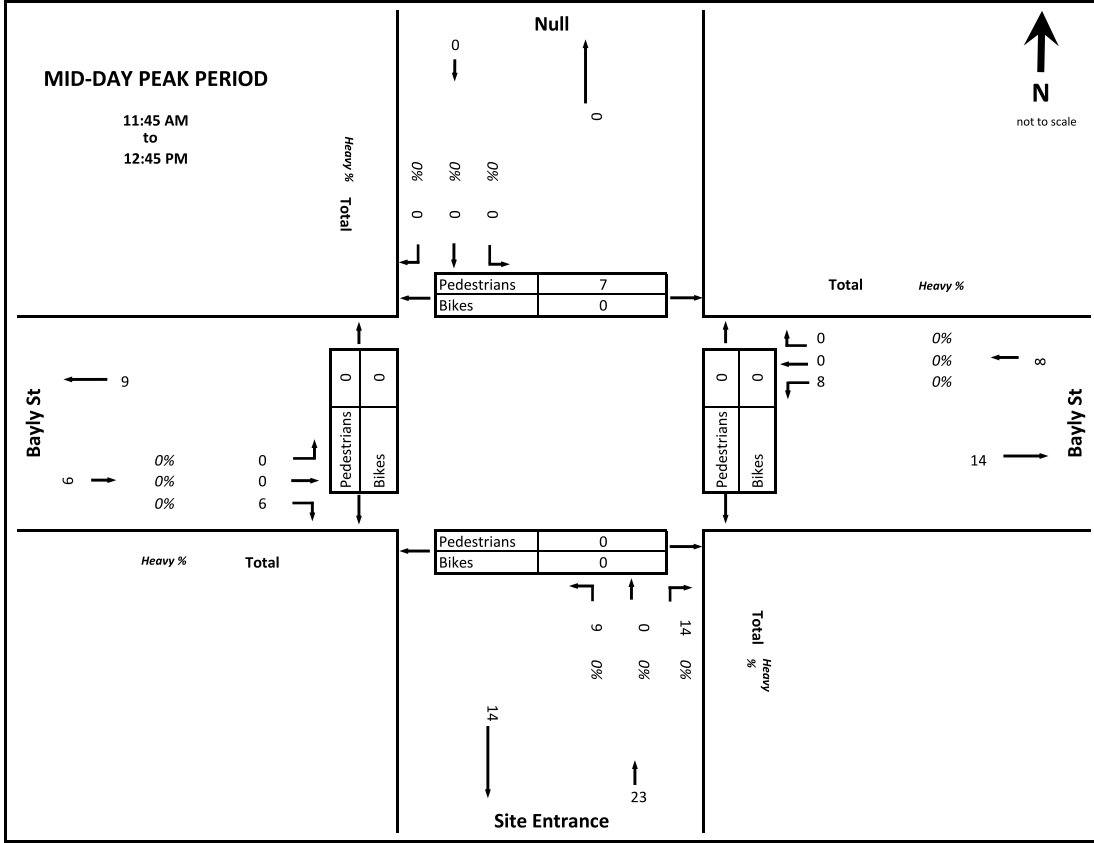 Null
0
MID-DAY PEAK PERIOD
N
0
not to scale
11:45 AM
to
12:45 PM
Heavy % Total
0% 0% 0%
0 0 0
Pedestrians 7
Bikes 0
Total Heavy %
0 0%
0 0% 8
8 0%
Bayly St
9
0% 0
6 0% 0
0% 6
Pedestrians 0
Bikes 0
Pedestrians 0
Bikes 0
14
Bayly St
Heavy % Total
Pedestrians 0
Bikes 0
9 0 14
0% 0% 0%
Total Heavy
%
14
23
Site Entrance